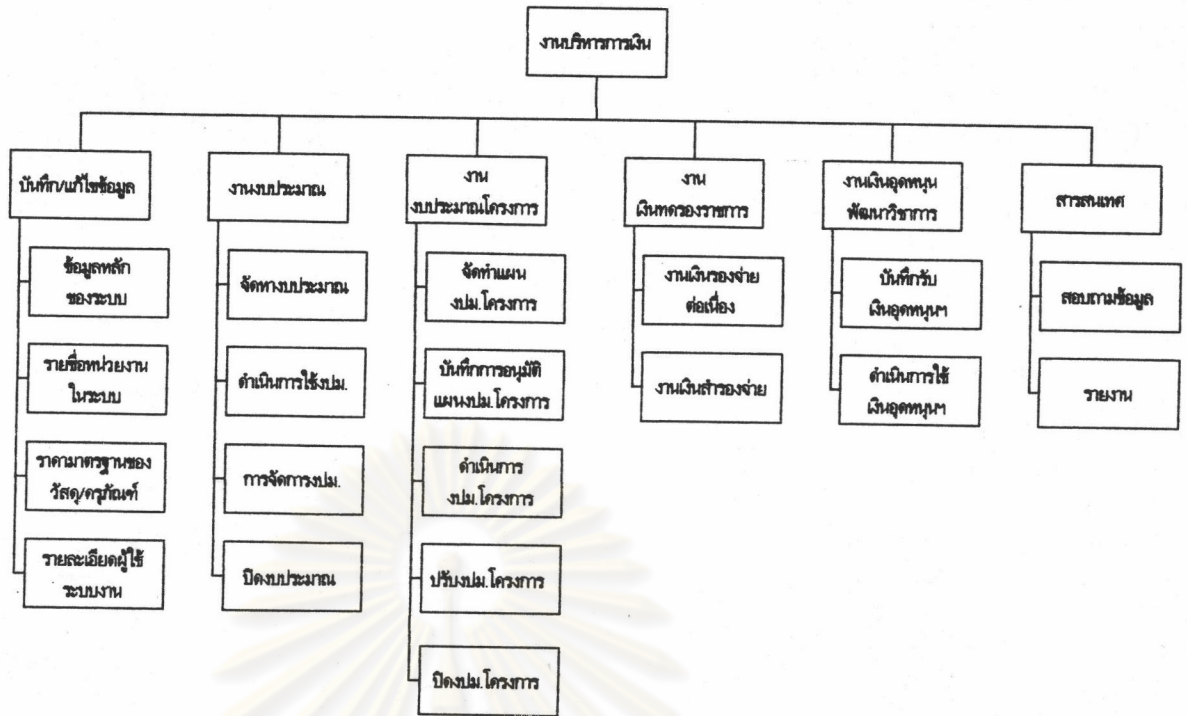 งานบริหารการเงิน
บันทึก/แก้ไขข้อมูล
ข้อมูลหลัก
ของระบบ
รายชื่อหน่วยงาน
ในระบบ
ราคามาตรฐานของ
วัสดุ/ครุภัณฑ์
รายละเอียดผู้ใช้
ระบบงาน
งานงบประมาณ
จัดทางบประมาณ
ดำเนินการใช้งปม.
การจัดการงปม.
ปิดงบประมาณ
งาน
งบประมาณโครงการ
จัดทำแผน
งปม.โครงการ
บันทึกการอนุมัติ
แผนงปม.โครงการ
ดำเนินการ
งปม.โครงการ
ปรับงปม.โครงการ
ปิดงปม.โครงการ
งาน
เงินทดรองราชการ
งานเงินรองจ่าย
ต่อเนื่อง
งานเงินสำรองจ่าย
งานเงินอุดหนุน
พัฒนาวิชาการ
บันทึกรับ
เงินอุดหนุนฯ
ดำเนินการใช้
เงินอุดหนุนฯ
สารสนเทศ
สอบถามข้อมูล
รายงาน